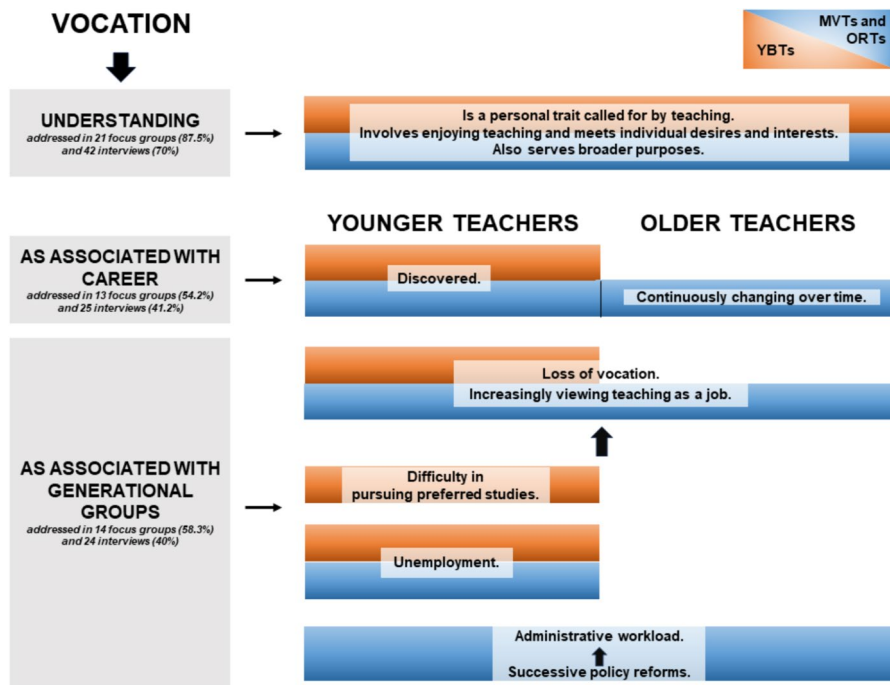 VOCATION
MVTs and
ORTs
YBTs
UNDERSTANDING
addressed in 21 focus groups (87.5%)
and 42 interviews (70%)
Is a personal trait called for by teaching.
Involves enjoying teaching and meets individual desires and interests.
Also serves broader purposes.
YOUNGER TEACHERS
OLDER TEACHERS
AS ASSOCIATED WITH
CAREER
addressed in 13 focus groups (54.2%)
and 25 interviews (41.2%)
Discovered.
Continuously changing over time.
Loss of vocation.
Increasingly viewing teaching as a job.
AS ASSOCIATED WITH
GENERATIONAL
GROUPS
addressed in 14 focus groups (58.3%)
and 24 interviews (40%)
Difficulty in
pursuing preferred studies.
Unemployment.
Administrative workload.
Successive policy reforms.